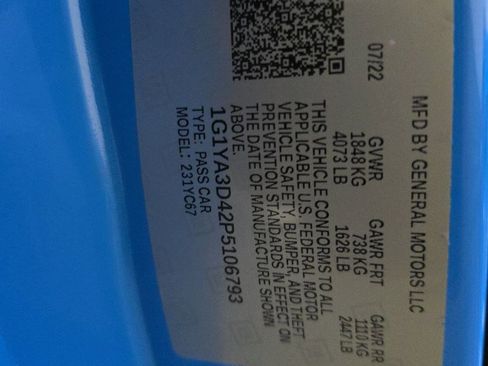 MFD BY GENERAL MOTORS LLC
07/22 GVWR GAWR FRT GAWR RR
1848 KG 738 KG 1110 KG
4073 LB 1626 LB 2447 LB
THIS VEHICLE CONFORMS TO ALL
APPLICABLE U.S. FEDERAL MOTOR
VEHICLE SAFETY, BUMPER, AND THEFT
PREVENTION STANDARDS IN EFFECT ON
THE DATE OF MANUFACTURE SHOWN
ABOVE.
1G1YA3D42P5106793
TYPE: PASS CAR
MODEL: 231YC67